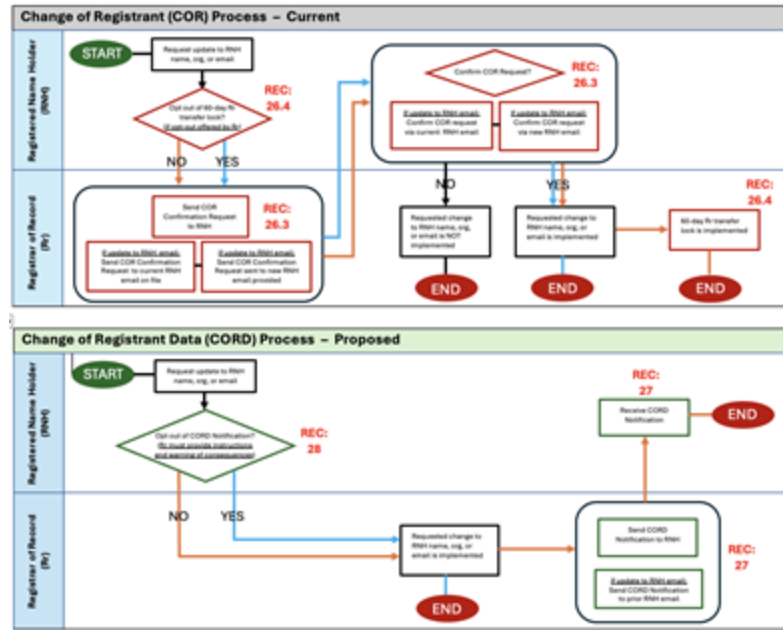 Change of Registrant (COR) Process – Current
Registered Name Holder
(RNH)
START
Request update to RNH
name, org, or email
Opt out of 60-day Rr
transfer lock?
(if opt-out offered by Rr)
REC:
26.4
NO
YES
Confirm COR Request?
REC:
26.3
If update to RNH email:
Confirm COR request
via current RNH email
If update to RNH email:
Confirm COR request
via new RNH email
Registrar of Record
(Rr)
Send COR
Confirmation Request
to RNH
REC:
26.3
If update to RNH email:
Send COR Confirmation
Request to current RNH
email on file
If update to RNH email:
Send COR Confirmation
Request sent to new RNH
email provided
NO
YES
Requested change
to RNH name, org,
or email is NOT
implemented
END
Requested change to
RNH name, org, or
email is implemented
END
REC:
26.4
60-day Rr transfer
lock is implemented
END
Change of Registrant Data (CORD) Process – Proposed
Registered Name Holder
(RNH)
START
Request update to RNH
name, org, or email
Opt out of CORD Notification?
(Rr must provide instructions
and warning of consequences)
REC:
28
NO
YES
REC:
27
Receive CORD
Notification
END
Registrar of Record
(Rr)
Requested change to
RNH name, org, or
email is implemented
END
Send CORD
Notification to RNH
If update to RNH email:
Send CORD Notification
to prior RNH email
REC:
27